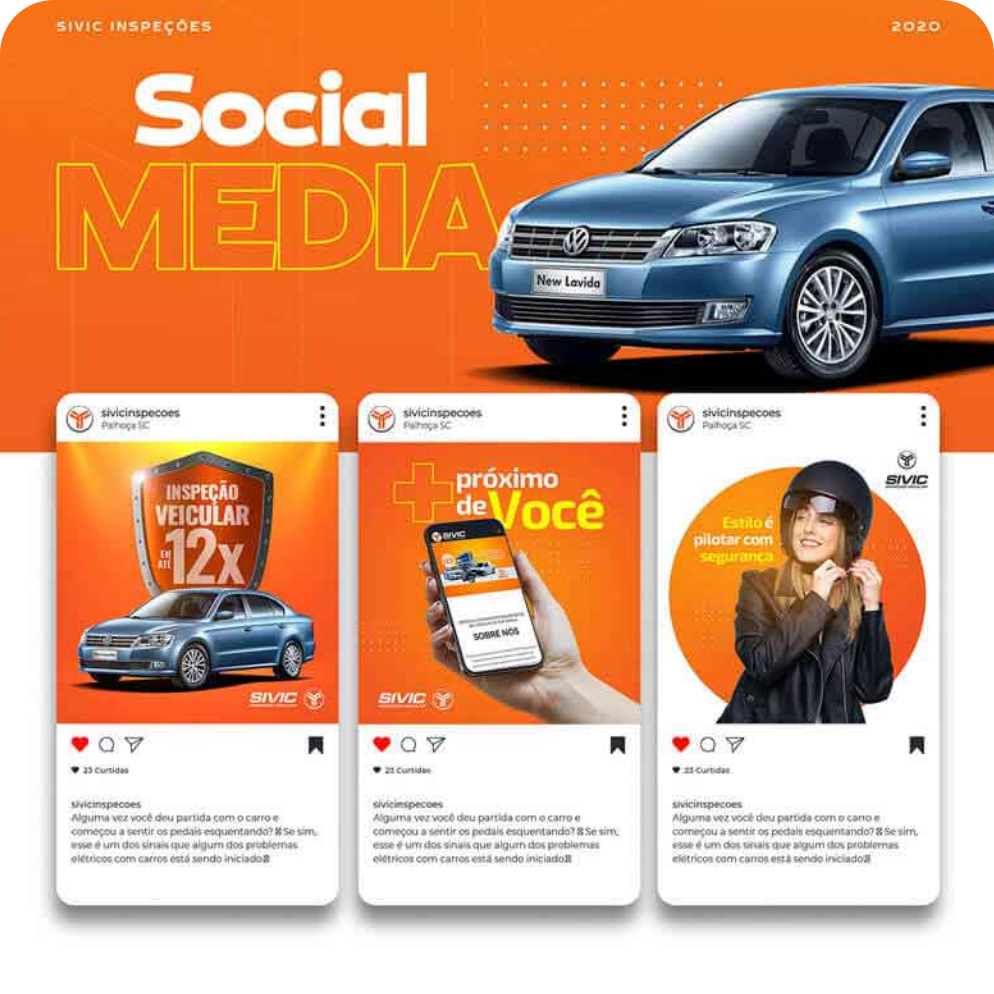 SIVIC INSPEÇÕES
2020
Social
MEDIA
New Lavida
sivicinspecoes
Palhoça SC
INSPEÇÃO
VEICULAR
EM
ATÉ
12x
SIVIC
23 Curtidas
sivicinspecoes
Alguma vez você deu partida com o carro e
começou a sentir os pedais esquentando? Se sim,
esse é um dos sinais que algum dos problemas
elétricos com carros está sendo iniciado
sivicinspecoes
Palhoça SC
+ próximo
de Você
SIVIC
SOBRE NÓS
SIVIC
23 Curtidas
sivicinspecoes
Alguma vez você deu partida com o carro e
começou a sentir os pedais esquentando? Se sim,
esse é um dos sinais que algum dos problemas
elétricos com carros está sendo iniciado
sivicinspecoes
Palhoça SC
SIVIC
Estilo é
pilotar com
segurança
23 Curtidas
sivicinspecoes
Alguma vez você deu partida com o carro e
começou a sentir os pedais esquentando? Se sim,
esse é um dos sinais que algum dos problemas
elétricos com carros está sendo iniciado